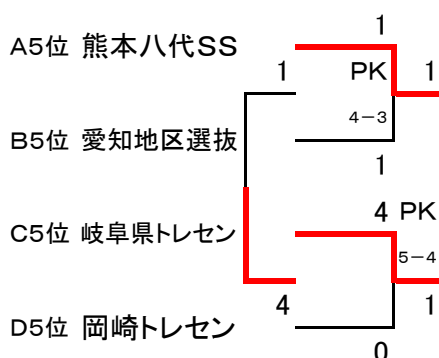 1
A5位 熊本八代SS
1 PK 1
4-3
B5位 愛知地区選抜
1
4 PK
C5位 岐阜県トレセン
5-4
4 1
D5位 岡崎トレセン
0